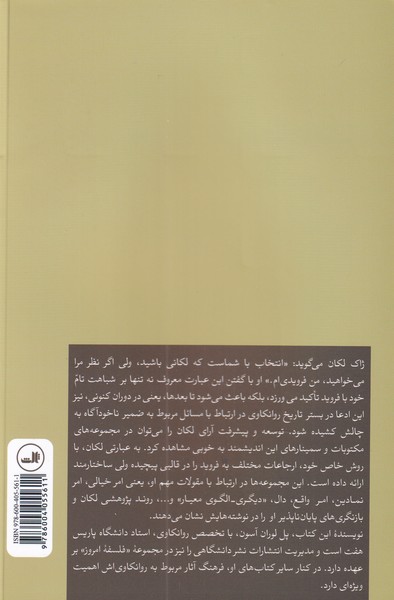 ژاک لکان می‌گوید: «انتخاب با شماست که لکانی باشید، ولی اگر نظر مرا
می‌خواهید، من فرویدی‌ام.» او با گفتن این عبارت معروف نه تنها بر شباهت تامّ
خود با فروید تأکید می ورزد، بلکه باعث می‌شود تا بعدها، یعنی در دوران کنونی، نیز
این ادعا در بستر تاریخ روانکاوی در ارتباط با مسائل مربوط به ضمیر ناخودآگاه به
چالش کشیده شود. توسعه و پیشرفت آرای لکان را می‌توان در مجموعه‌های
مکتوبات و سمینارهای این اندیشمند به خوبی مشاهده کرد. به عبارتی لکان، با
روش خاص خود، ارجاعات مختلف به فروید را در قالبی پیچیده ولی ساختارمند
ارائه داده است. این مجموعه‌ها در ارتباط با مقولات مهم او، یعنی امر خیالی، امر
نمادین، امر واقع، دال، «دیگری–الگوی معیار» و...، روند پژوهشی لکان و
بازنگری‌های پایان‌ناپذیر او را در نوشته‌هایش نشان می‌دهند.
نویسندهٔ این کتاب، پل لوران آسون، با تخصص روانکاوی، استاد دانشگاه پاریس
هفت است و مدیریت انتشارات نشر دانشگاهی را نیز در مجموعهٔ «فلسفهٔ امروز» بر
عهده دارد. در کنار سایر کتاب‌های او، فرهنگ آثار مربوط به روانکاوی‌اش اهمیت
ویژه‌ای دارد.
ISBN 978-600-405-561-1
9786004055611
ثالث